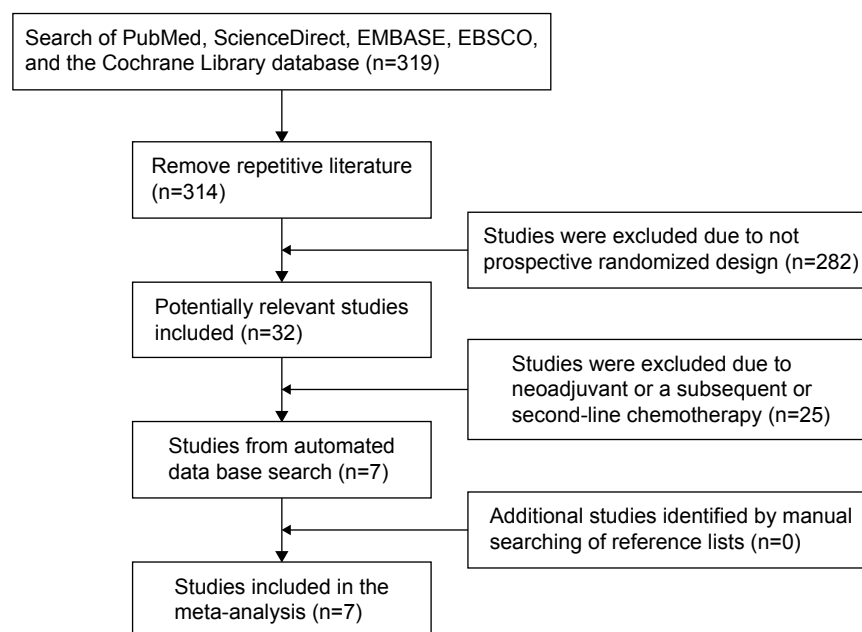 Search of PubMed, ScienceDirect, EMBASE, EBSCO,
and the Cochrane Library database (n=319)
Remove repetitive literature
(n=314)
Studies were excluded due to not
prospective randomized design (n=282)
Potentially relevant studies
included (n=32)
Studies were excluded due to
neoadjuvant or a subsequent or
second-line chemotherapy (n=25)
Studies from automated
data base search (n=7)
Additional studies identified by manual
searching of reference lists (n=0)
Studies included in the
meta-analysis (n=7)